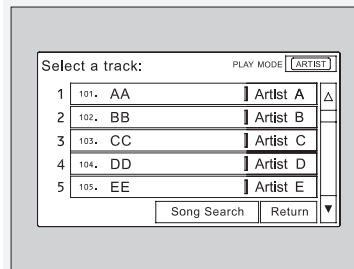 Select a track: PLAY MODE ARTIST
1 101. AA Artist A △
2 102. BB Artist B
3 103. CC Artist C
4 104. DD Artist D
5 105. EE Artist E
Song Search Return ▼